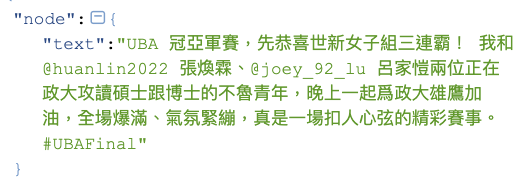 "node":{
"text":"UBA 冠亞軍賽，先恭喜世新女子組三連霸！ 我和
@huanlin2022 張煥霖、@joey_92_lu 呂家愷兩位正在
政大攻讀碩士跟博士的不魯青年，晚上一起爲政大雄鷹加
油，全場爆滿、氣氛緊繃，真是一場扣人心弦的精彩賽事。
#UBAFinal"
}